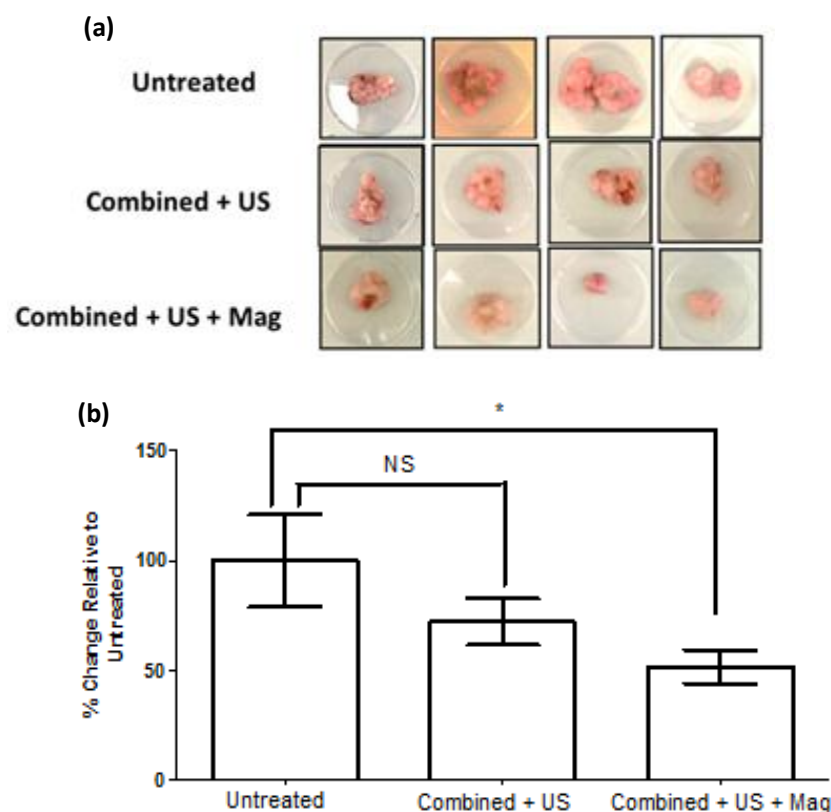 (a)
Untreated
Combined + US
Combined + US + Mag
(b)
*
NS
% Change Relative to
Untreated
150
100
50
0
Untreated
Combined + US
Combined + US + Mag